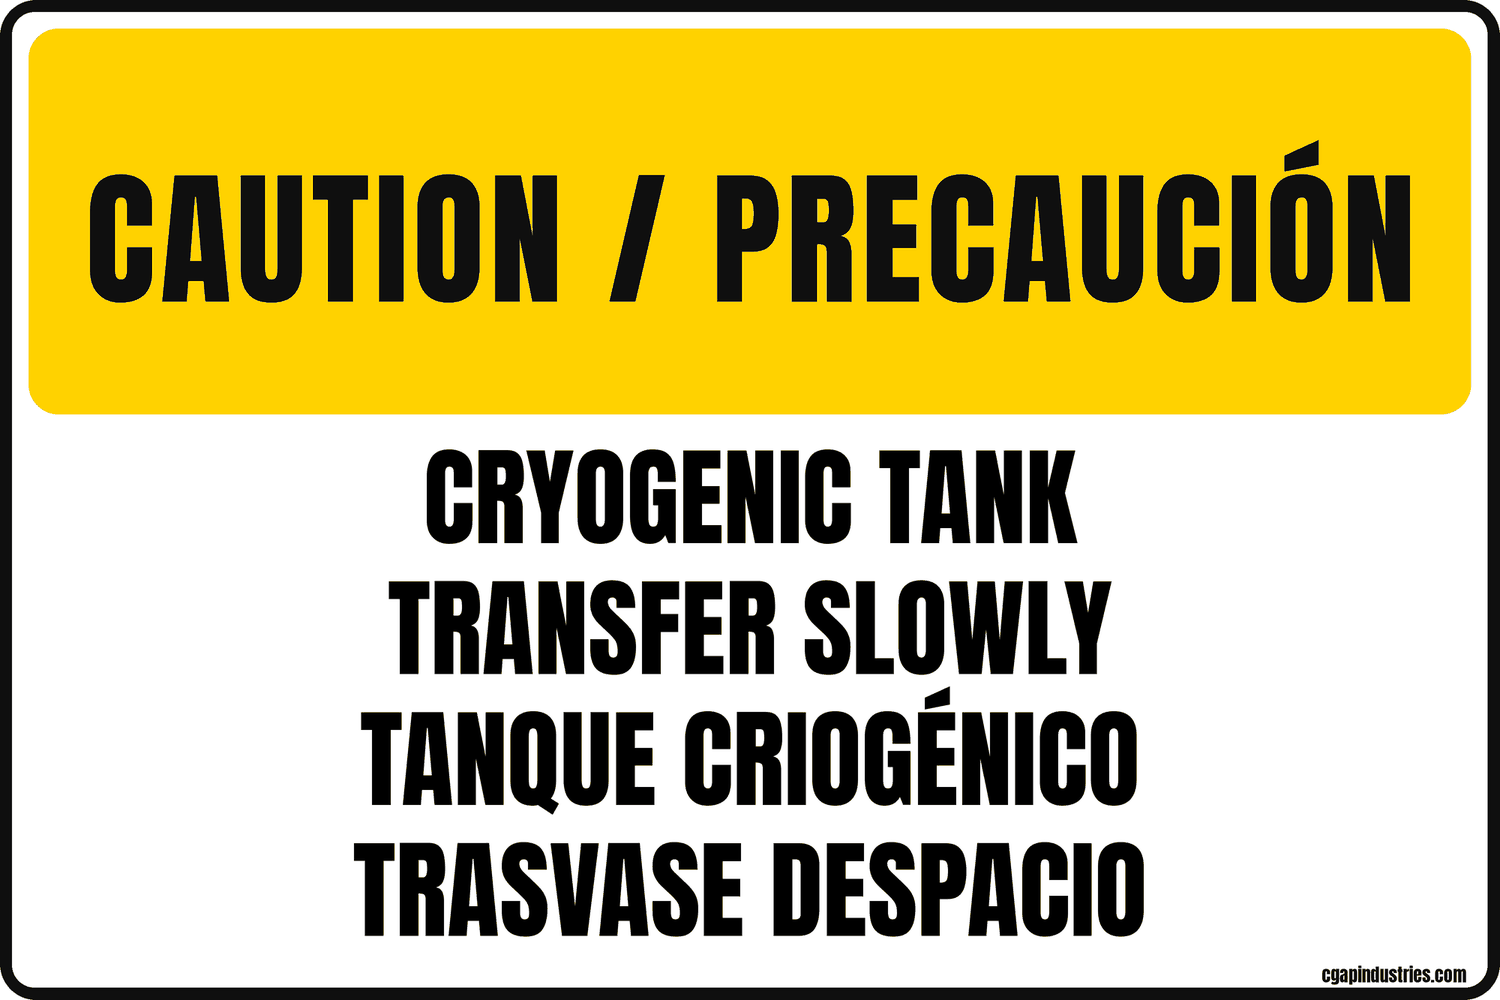 CAUTION / PRECAUCIÓN
CRYOGENIC TANK
TRANSFER SLOWLY
TANQUE CRIOGÉNICO
TRASVASE DESPACIO
cgapindustries.com